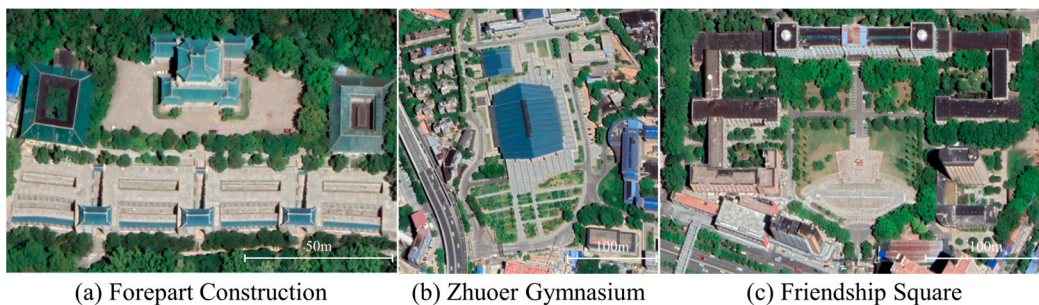 50m
100m
100m
(a) Forepart Construction
(b) Zhuoer Gymnasium
(c) Friendship Square